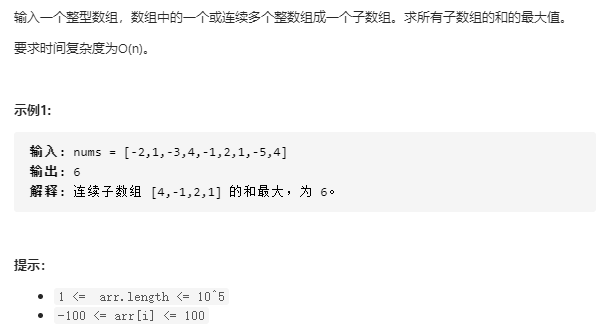 输入一个整型数组，数组中的一个或连续多个整数组成一个子数组。求所有子数组的和的最大值。
要求时间复杂度为O(n)。
示例1:
输入: nums = [-2,1,-3,4,-1,2,1,-5,4]
输出: 6
解释: 连续子数组 [4,-1,2,1] 的和最大，为 6。
提示：
1 <= arr.length <= 10^5
-100 <= arr[i] <= 100